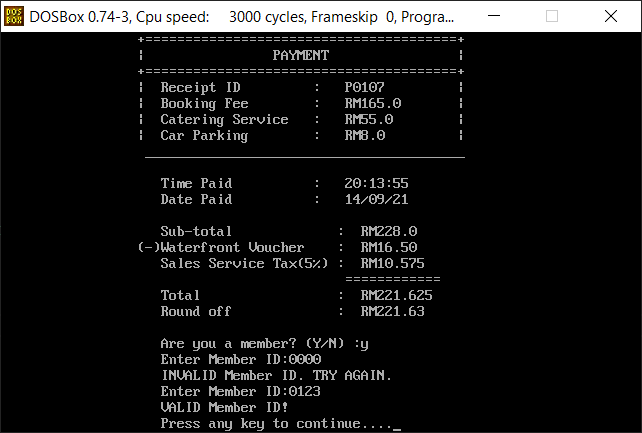 DOSBox 0.74-3, Cpu speed: 3000 cycles, Frameskip 0, Progra...
+=======================================+
¦ PAYMENT ¦
+=======================================+
¦ Receipt ID : P0107 ¦
¦ Booking Fee : RM165.0 ¦
¦ Catering Service : RM55.0 ¦
¦ Car Parking : RM8.0 ¦
________________________________________
Time Paid : 20:13:55
Date Paid : 14/09/21
Sub-total : RM228.0
(-)Waterfront Voucher : RM16.50
Sales Service Tax(5%) : RM10.575
============
Total : RM221.625
Round off : RM221.63
Are you a member? (Y/N) :y
Enter Member ID:0000
INVALID Member ID. TRY AGAIN.
Enter Member ID:0123
VALID Member ID!
Press any key to continue...._